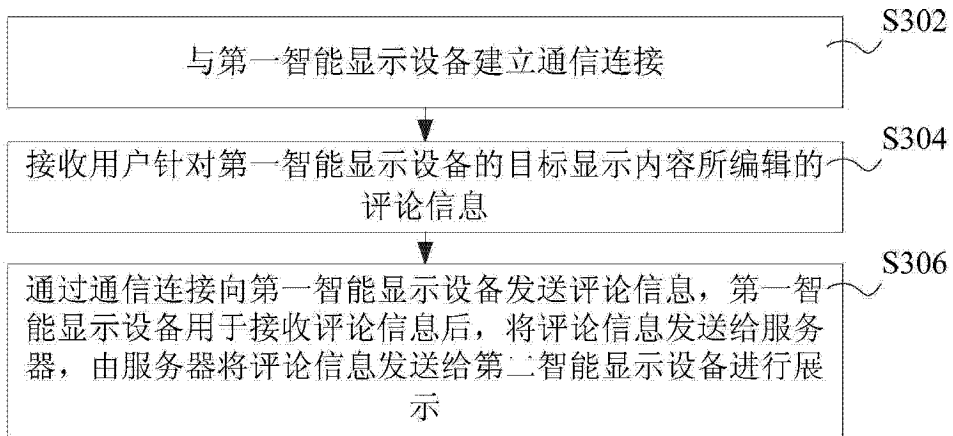 S302
与第一智能显示设备建立通信连接
S304
接收用户针对第一智能显示设备的目标显示内容所编辑的
评论信息
S306
通过通信连接向第一智能显示设备发送评论信息，第一智
能显示设备用于接收评论信息后，将评论信息发送给服务
器，由服务器将评论信息发送给第二智能显示设备进行展
示